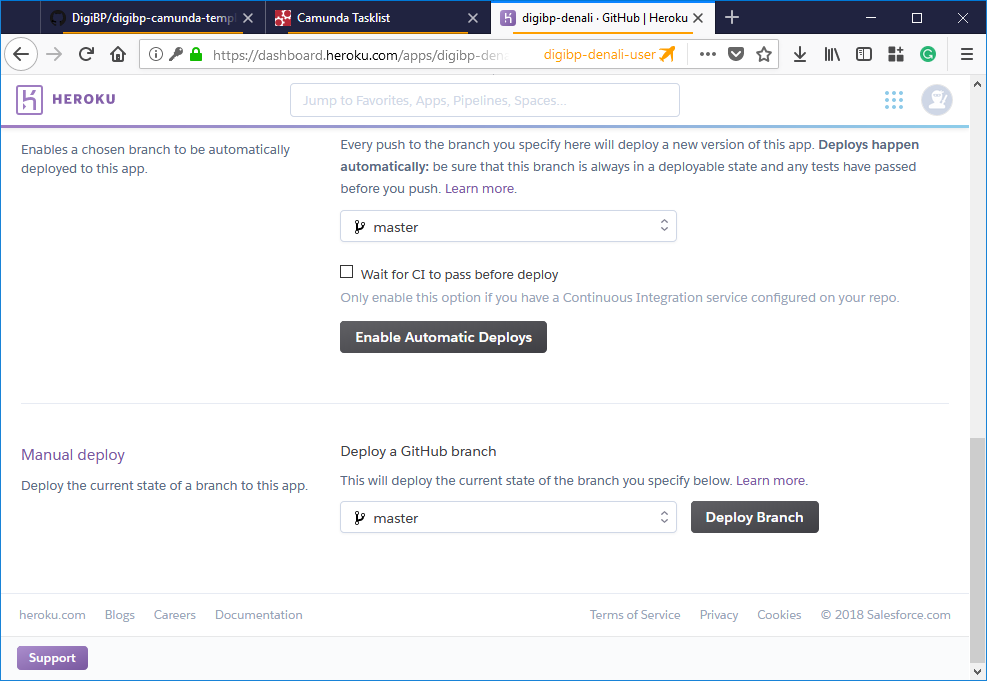 DigiBP/digibp-camunda-templ
Camunda Tasklist
digibp-denali · GitHub | Heroku
https://dashboard.heroku.com/apps/digibp-den
digibp-denali-user
HEROKU
Jump to Favorites, Apps, Pipelines, Spaces...
Enables a chosen branch to be automatically
deployed to this app.
Every push to the branch you specify here will deploy a new version of this app. Deploys happen
automatically: be sure that this branch is always in a deployable state and any tests have passed
before you push. Learn more.
master
Wait for CI to pass before deploy
Only enable this option if you have a Continuous Integration service configured on your repo.
Enable Automatic Deploys
Manual deploy
Deploy the current state of a branch to this app.
Deploy a GitHub branch
This will deploy the current state of the branch you specify below. Learn more.
master
Deploy Branch
heroku.com Blogs Careers Documentation
Terms of Service Privacy Cookies © 2018 Salesforce.com
Support